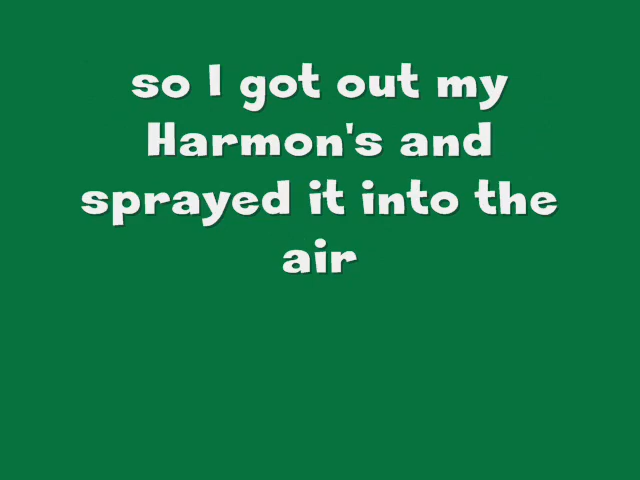 so I got out my
Harmon's and
sprayed it into the
air